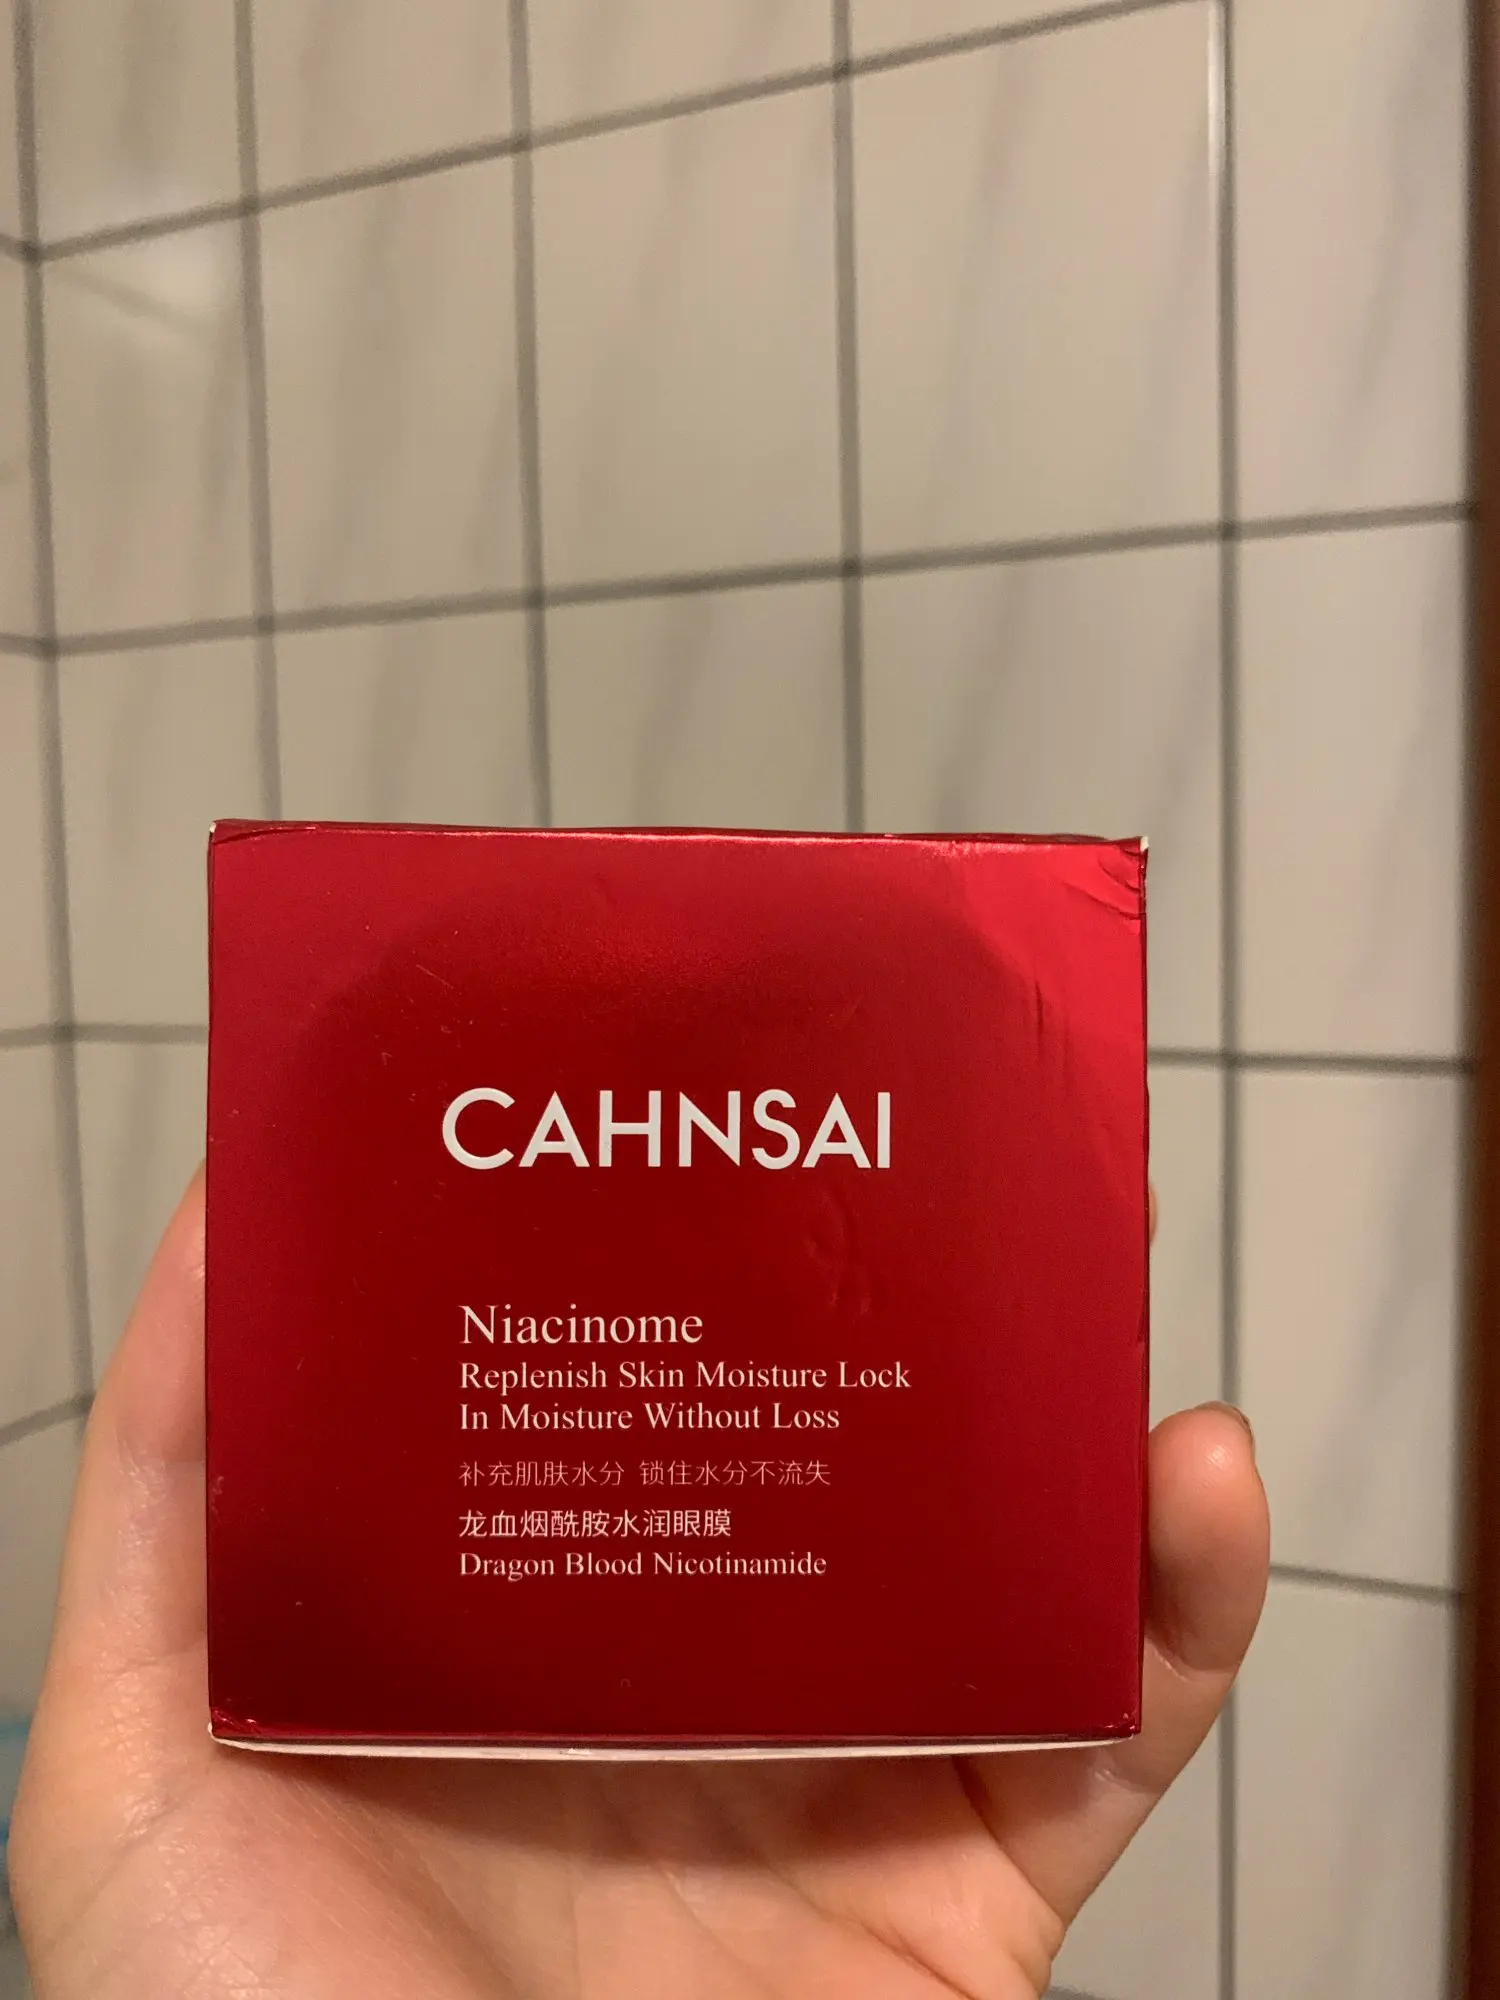 CAHNSAI
Niacinome
Replenish Skin Moisture Lock
In Moisture Without Loss
补充肌肤水分 锁住水分不流失
龙血烟酰胺水润眼膜
Dragon Blood Nicotinamide